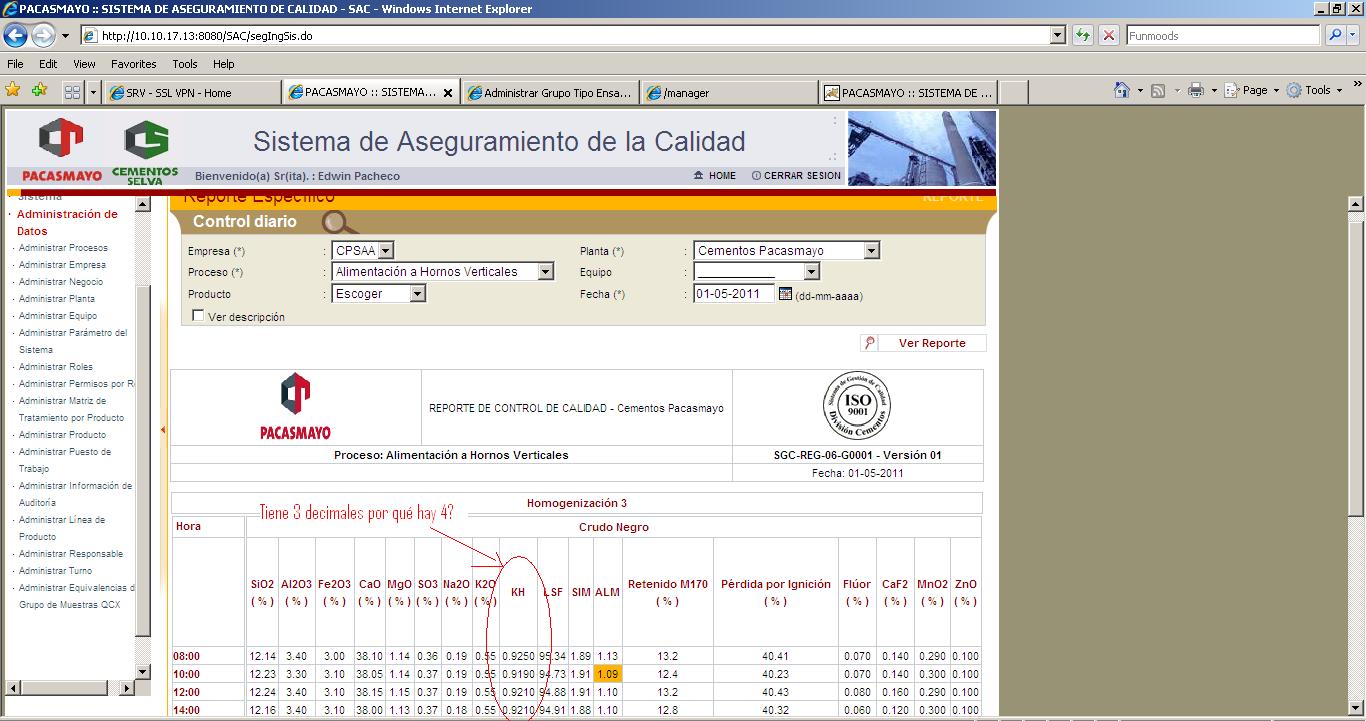 PACASMAYO :: SISTEMA DE ASEGURAMIENTO DE CALIDAD - SAC - Windows Internet Explorer
http://10.10.17.13:8080/SAC/segIngSis.do
Funmoods
File Edit View Favorites Tools Help
SRV - SSL VPN - Home
PACASMAYO :: SISTEMA...
Administrar Grupo Tipo Ensa...
/manager
PACASMAYO :: SISTEMA DE ...
Page Tools
PACASMAYO
CEMENTOS SELVA
Sistema de Aseguramiento de la Calidad
Bienvenido(a) Sr(ita). : Edwin Pacheco
HOME
CERRAR SESION
Sistema
Administración de Datos
Administrar Procesos
Administrar Empresa
Administrar Negocio
Administrar Planta
Administrar Equipo
Administrar Parámetro del Sistema
Administrar Roles
Administrar Permisos por R
Administrar Matriz de Tratamiento por Producto
Administrar Producto
Administrar Puesto de Trabajo
Administrar Información de Auditoría
Administrar Línea de Producto
Administrar Responsable
Administrar Turno
Administrar Equivalencias d
Grupo de Muestras QCX
Reporte Específico
REPORTE
Control diario
Empresa (*) : CPSAA
Planta (*) : Cementos Pacasmayo
Proceso (*) : Alimentación a Hornos Verticales
Equipo : ____________
Producto : Escoger
Fecha (*) : 01-05-2011 (dd-mm-aaaa)
Ver descripción
Ver Reporte
PACASMAYO
REPORTE DE CONTROL DE CALIDAD - Cementos Pacasmayo
Sistema de Gestión de Calidad
ISO 9001
División Cementos
Proceso: Alimentación a Hornos Verticales
SGC-REG-06-G0001 - Versión 01
Fecha: 01-05-2011
Homogenización 3
Tiene 3 decimales por qué hay 4?
Hora
Crudo Negro
SiO2 Al2O3 Fe2O3 CaO MgO SO3 Na2O K2O KH LSF SIM ALM Retenido M170 Pérdida por Ignición Flúor CaF2 MnO2 ZnO
( % ) ( % ) ( % ) ( % ) ( % ) ( % ) ( % ) ( % ) ( % ) ( % ) ( % ) ( % ) ( % ) ( % )
08:00 12.14 3.40 3.00 38.10 1.14 0.36 0.19 0.55 0.9250 95.34 1.89 1.13 13.2 40.41 0.070 0.140 0.290 0.100
10:00 12.23 3.30 3.10 38.05 1.14 0.37 0.19 0.55 0.9190 94.73 1.91 1.09 12.4 40.23 0.070 0.140 0.300 0.100
12:00 12.24 3.40 3.10 38.15 1.15 0.37 0.19 0.55 0.9210 94.88 1.91 1.10 13.2 40.43 0.080 0.160 0.290 0.100
14:00 12.16 3.40 3.10 38.00 1.13 0.37 0.18 0.55 0.9210 94.91 1.88 1.10 12.8 40.32 0.060 0.120 0.300 0.100